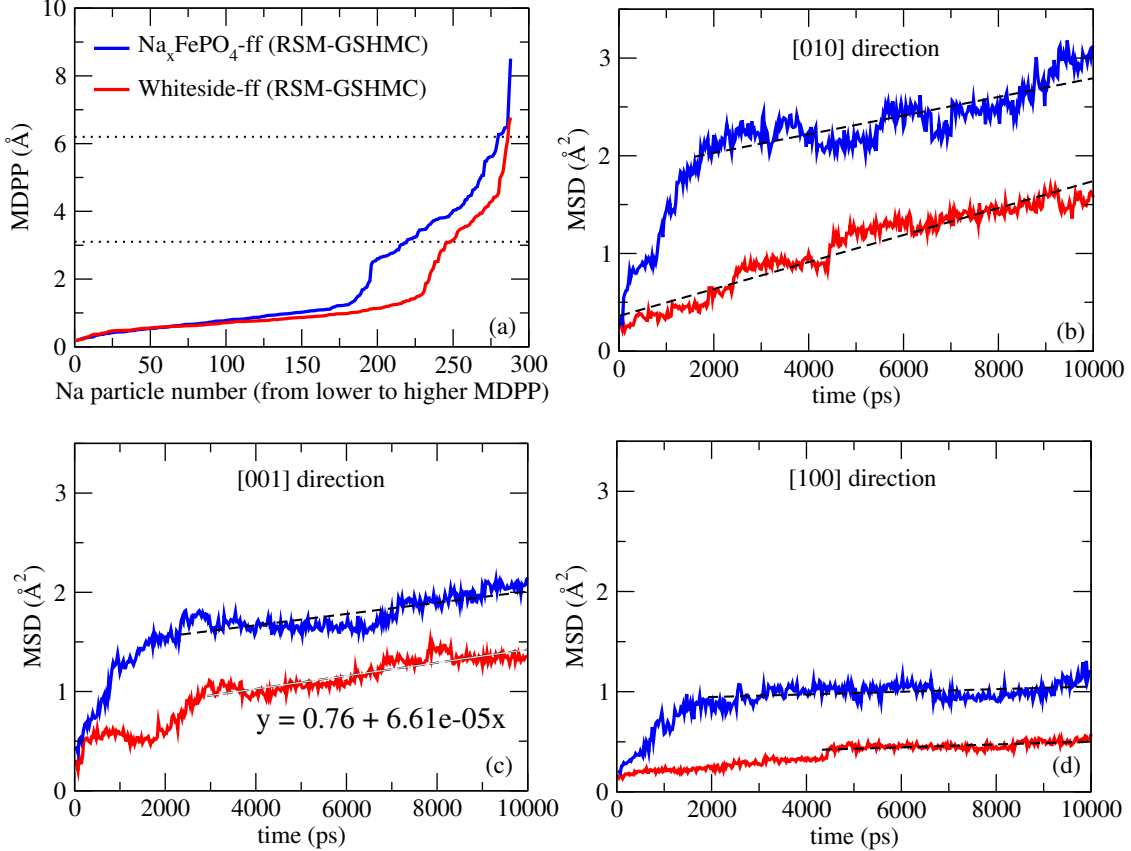 10
8
6
4
2
0
MDPP (Å)
NaxFePO4-ff (RSM-GSHMC)
Whiteside-ff (RSM-GSHMC)
(a)
0 50 100 150 200 250 300
Na particle number (from lower to higher MDPP)
3
2
1
0
MSD (Å2)
[010] direction
(b)
0 2000 4000 6000 8000 10000
time (ps)
3
2
1
0
MSD (Å2)
[001] direction
y = 0.76 + 6.61e-05x
(c)
0 2000 4000 6000 8000 10000
time (ps)
3
2
1
0
MSD (Å2)
[100] direction
(d)
0 2000 4000 6000 8000 10000
time (ps)